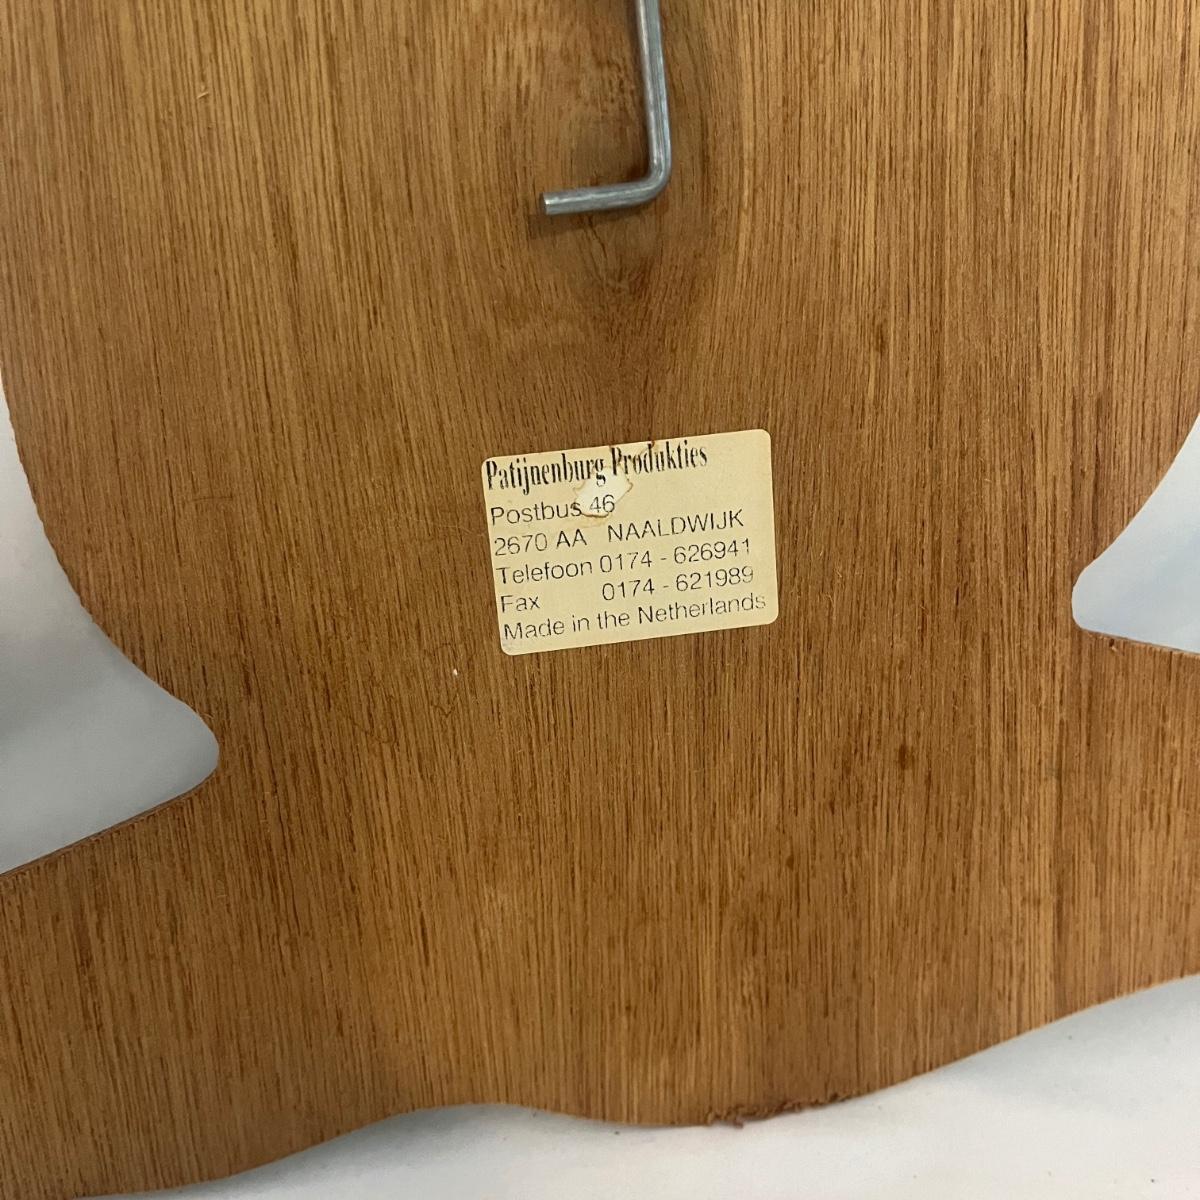 Patijnenburg Produkties
Postbus 46
2670 AA NAALDWIJK
Telefoon 0174 - 626941
Fax 0174 - 621989
Made in the Netherlands